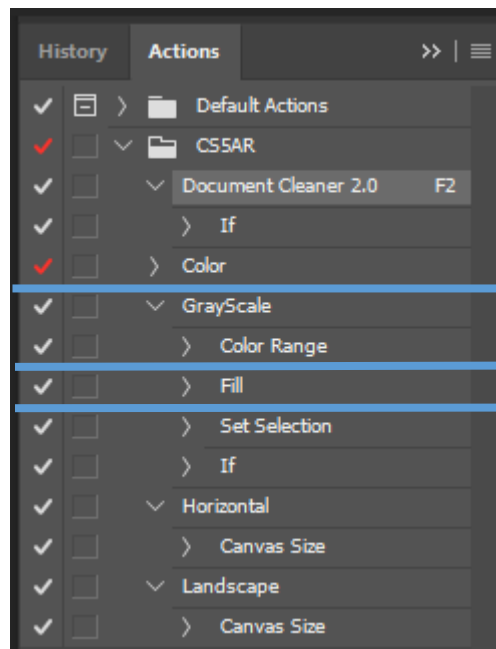 History Actions
Default Actions
CS5AR
Document Cleaner 2.0 F2
If
Color
GrayScale
Color Range
Fill
Set Selection
If
Horizontal
Canvas Size
Landscape
Canvas Size